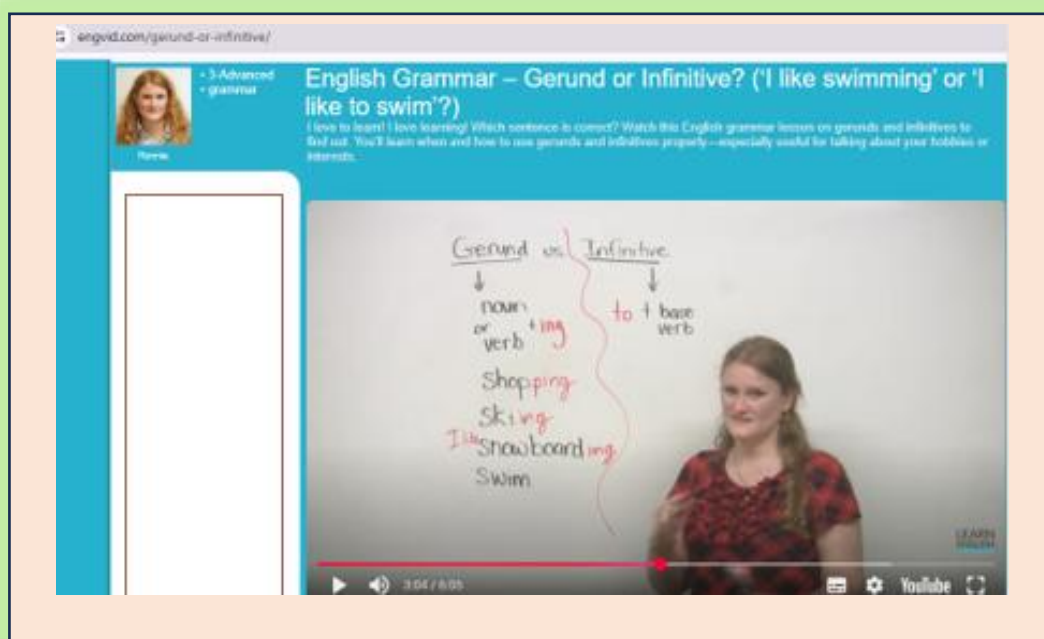 engvid.com/gerund-or-infinitive/
• 3-Advanced
• grammar
Ronnie
English Grammar – Gerund or Infinitive? ('I like swimming' or 'I
like to swim'?)
I love to learn! I love learning! Which sentence is correct? Watch this English grammar lesson on gerunds and infinitives to
find out. You'll learn when and how to use gerunds and infinitives properly—especially useful for talking about your hobbies or
interests.
Gerund vs Infinitive
noun
or
verb +ing
to + base
verb
Shopping
Skiing
I like snowboarding
Swim
LEARN
ENGLISH
3:04 / 6:05
YouTube